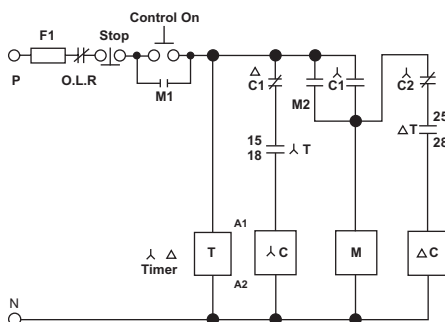 Control On
F1
Stop
P
O.L.R
M1
△
C1
M2
⅄
C1
⅄
C2
△T
25
28
15
18
⅄ T
A1
T
⅄ C
M
△C
⅄ △
Timer
A2
N